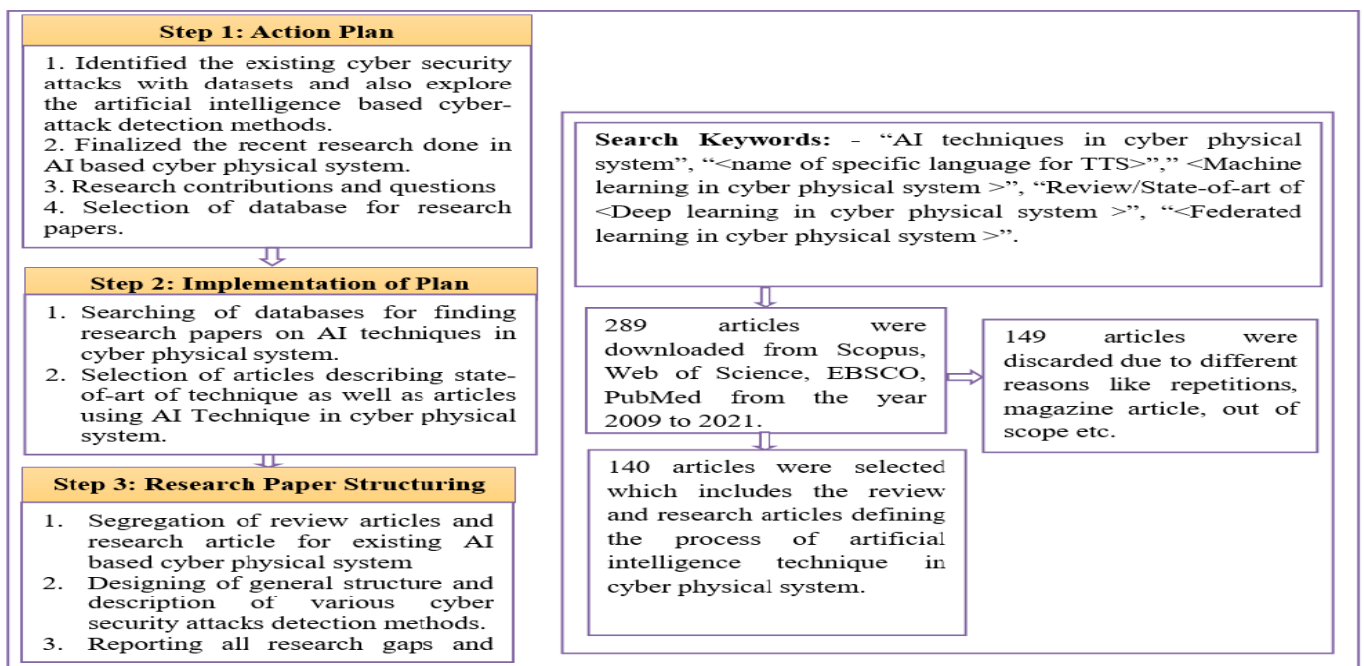 Step 1: Action Plan
1. Identified the existing cyber security
attacks with datasets and also explore
the artificial intelligence based cyber-
attack detection methods.
2. Finalized the recent research done in
AI based cyber physical system.
3. Research contributions and questions
4. Selection of database for research
papers.
Step 2: Implementation of Plan
1. Searching of databases for finding
research papers on AI techniques in
cyber physical system.
2. Selection of articles describing state-
of-art of technique as well as articles
using AI Technique in cyber physical
system.
Step 3: Research Paper Structuring
1. Segregation of review articles and
research article for existing AI
based cyber physical system
2. Designing of general structure and
description of various cyber
security attacks detection methods.
3. Reporting all research gaps and
Search Keywords: - “AI techniques in cyber physical
system”, “<name of specific language for TTS>”,” <Machine
learning in cyber physical system >”, “Review/State-of-art of
<Deep learning in cyber physical system >”, “<Federated
learning in cyber physical system >”.
289 articles were
downloaded from Scopus,
Web of Science, EBSCO,
PubMed from the year
2009 to 2021.
149 articles were
discarded due to different
reasons like repetitions,
magazine article, out of
scope etc.
140 articles were selected
which includes the review
and research articles defining
the process of artificial
intelligence technique in
cyber physical system.